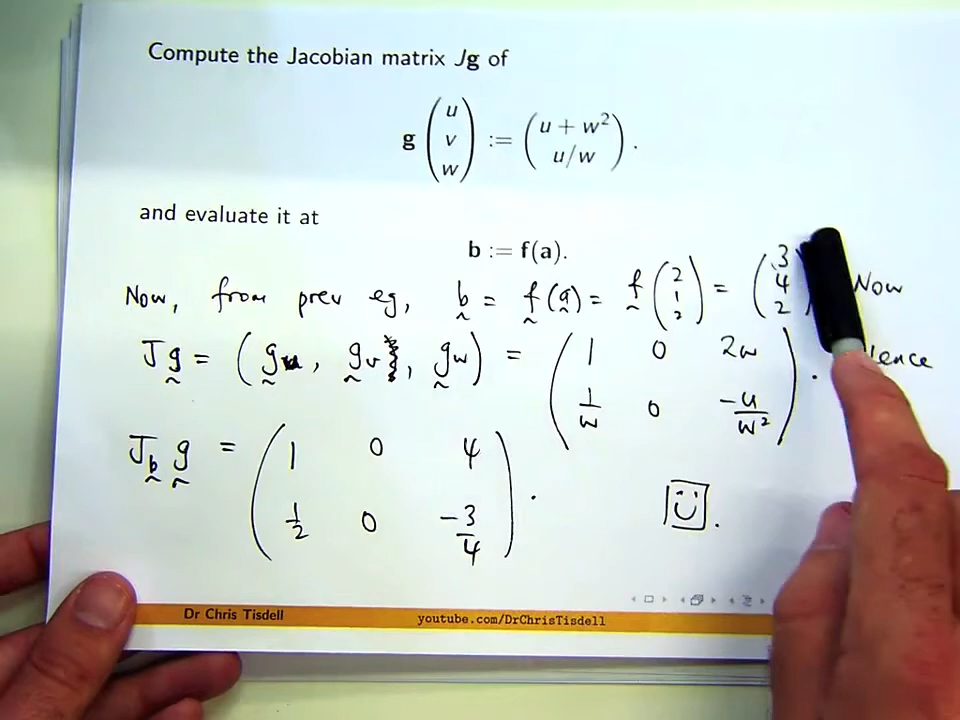 Compute the Jacobian matrix Jg of
g ( u v w ) := ( u + w² u/w ) .
and evaluate it at
b := f(a).
Now, from prev eg, b = f(a) = f ( 2 1 2 ) = ( 3 4 2 ) Now
Jg = ( gu , gv , gw ) = ( 1 0 2w 1/w 0 -u/w² ) . Hence
Jb g = ( 1 0 4 1/2 0 -3/4 ) .
Dr Chris Tisdell youtube.com/DrChrisTisdell